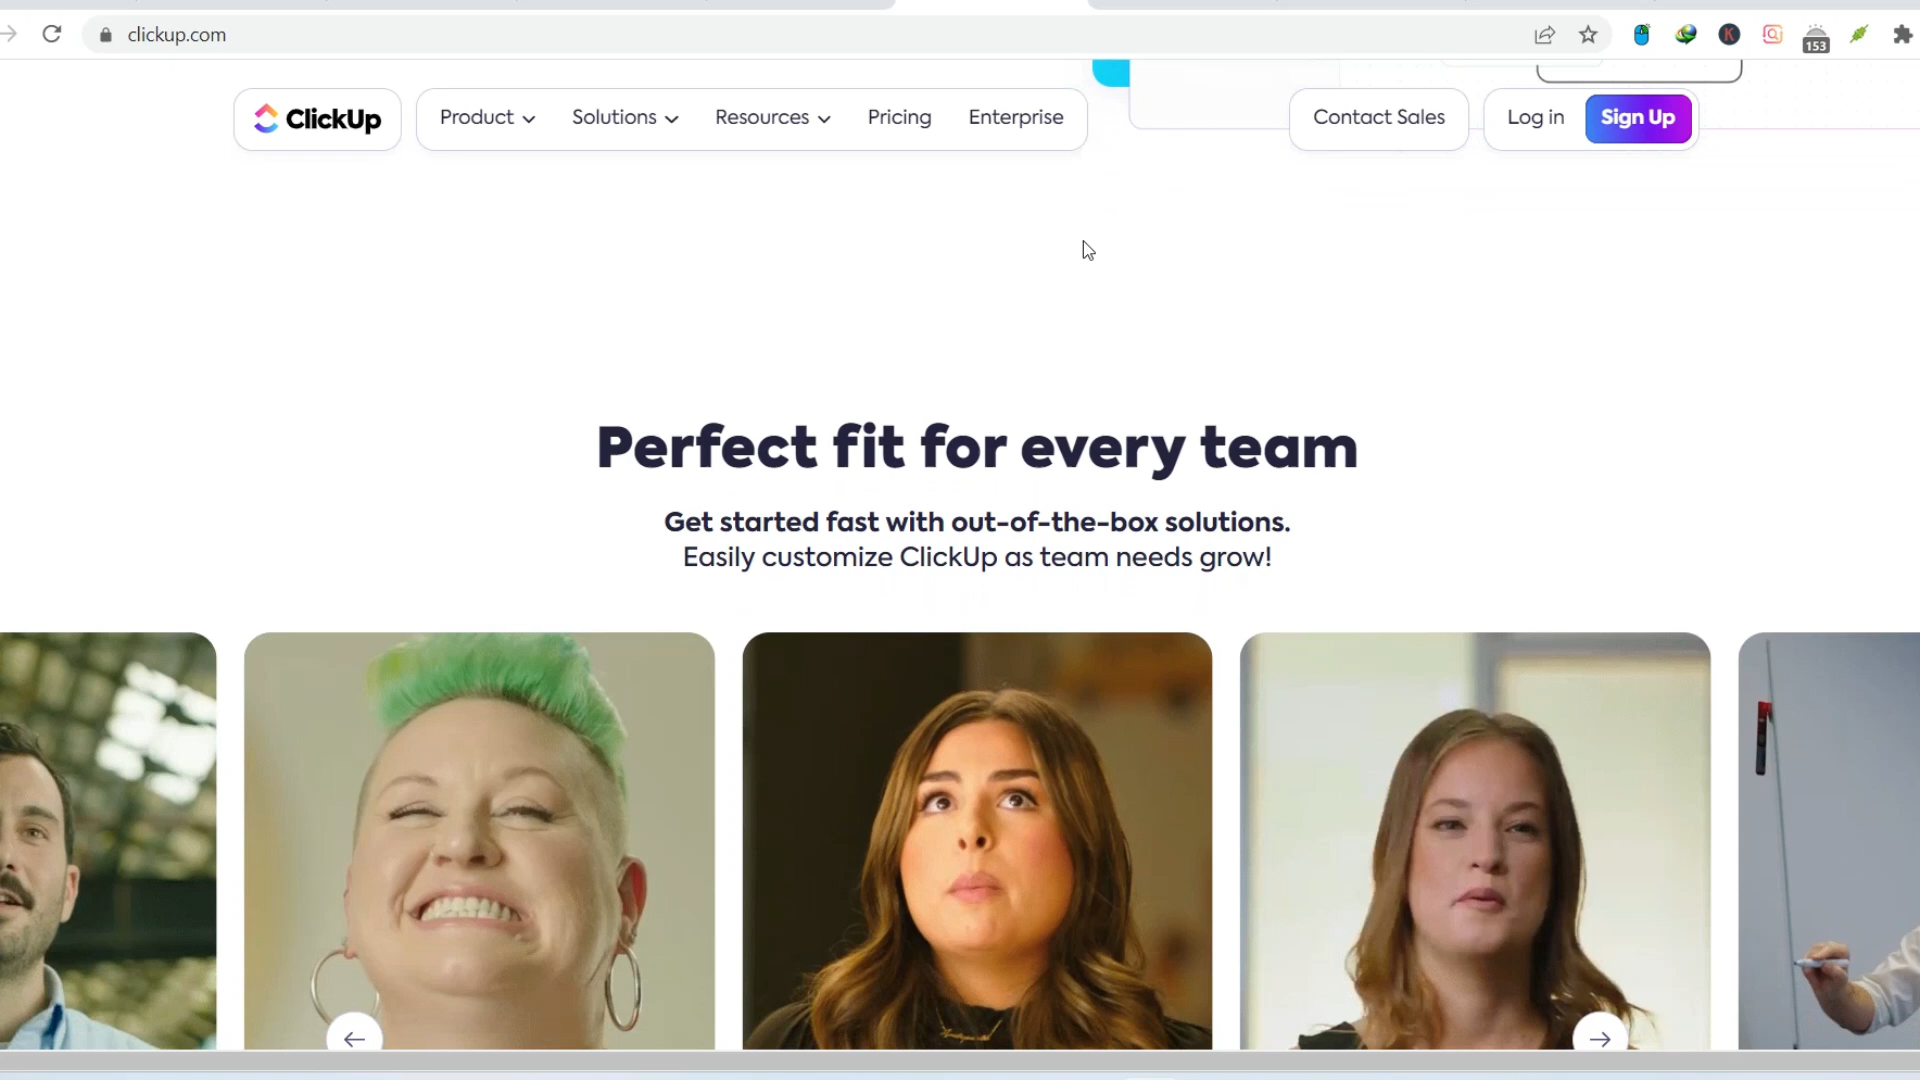 clickup.com
153
ClickUp
Product
Solutions
Resources
Pricing
Enterprise
Contact Sales
Log in
Sign Up
Perfect fit for every team
Get started fast with out-of-the-box solutions.
Easily customize ClickUp as team needs grow!